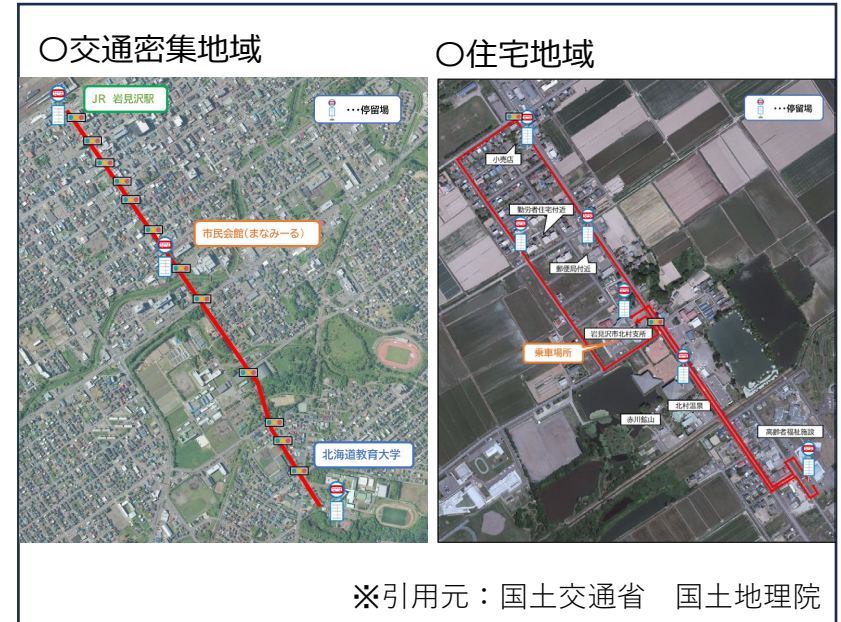 〇交通密集地域
JR 岩見沢駅
･･･停留場
市民会館(まなみーる)
北海道教育大学
〇住宅地域
･･･停留場
小売店
勤労者住宅付近
郵便局付近
岩見沢市北村支所
乗車場所
北村温泉
赤川鉱山
高齢者福祉施設
※引用元：国土交通省　国土地理院